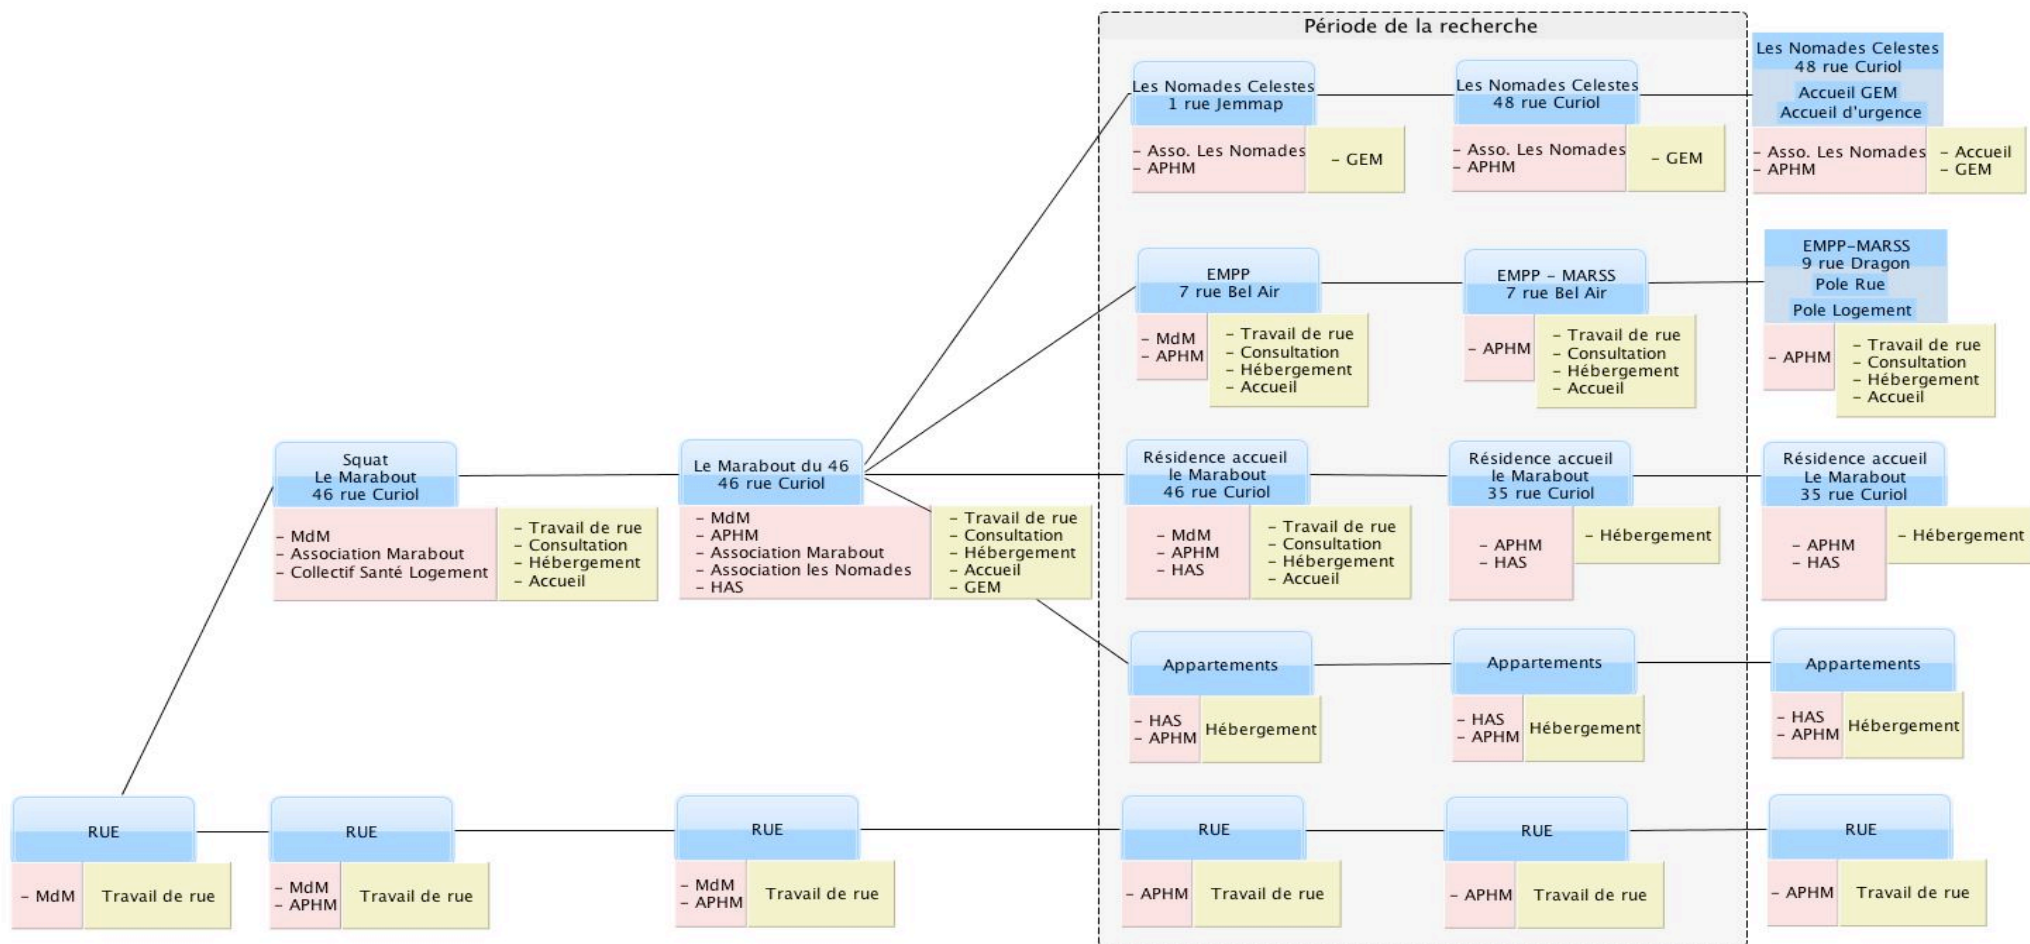 Période de la recherche
Les Nomades Celestes
1 rue Jemmap
- Asso. Les Nomades
- APHM
- GEM
Les Nomades Celestes
48 rue Curiol
- Asso. Les Nomades
- APHM
- GEM
Les Nomades Celestes
48 rue Curiol
Accueil GEM
Accueil d'urgence
- Asso. Les Nomades
- APHM
- Accueil
- GEM
EMPP
7 rue Bel Air
- MdM
- APHM
- Travail de rue
- Consultation
- Hébergement
- Accueil
EMPP - MARSS
7 rue Bel Air
- APHM
- Travail de rue
- Consultation
- Hébergement
- Accueil
EMPP-MARSS
9 rue Dragon
Pole Rue
Pole Logement
- APHM
- Travail de rue
- Consultation
- Hébergement
- Accueil
Squat
Le Marabout
46 rue Curiol
- MdM
- Association Marabout
- Collectif Santé Logement
- Travail de rue
- Consultation
- Hébergement
- Accueil
Le Marabout du 46
46 rue Curiol
- MdM
- APHM
- Association Marabout
- Association les Nomades
- HAS
- Travail de rue
- Consultation
- Hébergement
- Accueil
- GEM
Résidence accueil
le Marabout
46 rue Curiol
- MdM
- APHM
- HAS
- Travail de rue
- Consultation
- Hébergement
- Accueil
Résidence accueil
le Marabout
35 rue Curiol
- APHM
- HAS
- Hébergement
Résidence accueil
Le Marabout
35 rue Curiol
- APHM
- HAS
- Hébergement
Appartements
- HAS
- APHM
Hébergement
Appartements
- HAS
- APHM
Hébergement
Appartements
- HAS
- APHM
Hébergement
RUE
- MdM
Travail de rue
RUE
- MdM
- APHM
Travail de rue
RUE
- MdM
- APHM
Travail de rue
RUE
- APHM
Travail de rue
RUE
- APHM
Travail de rue
RUE
- APHM
Travail de rue